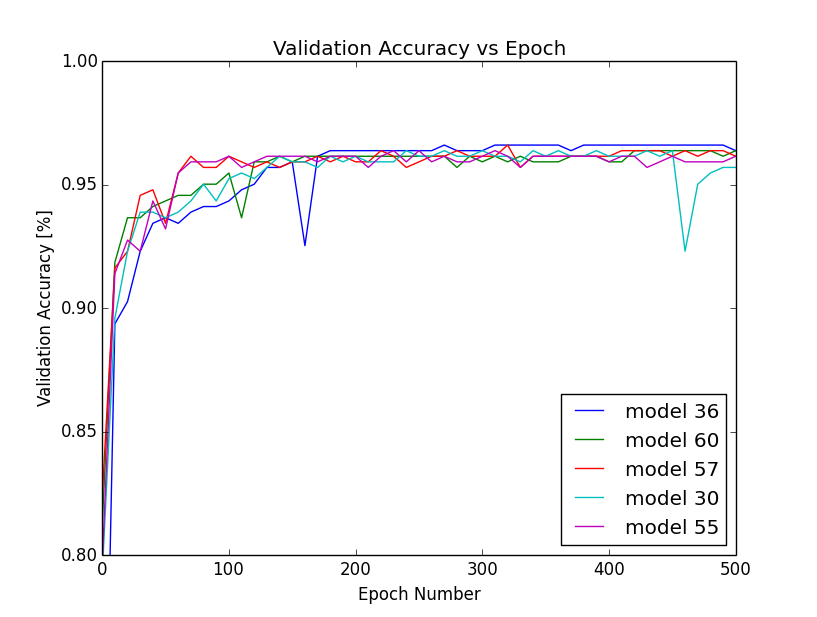 Validation Accuracy vs Epoch
1.00
0.95
0.90
0.85
0.80
Validation Accuracy [%]
0 100 200 300 400 500
Epoch Number
model 36
model 60
model 57
model 30
model 55